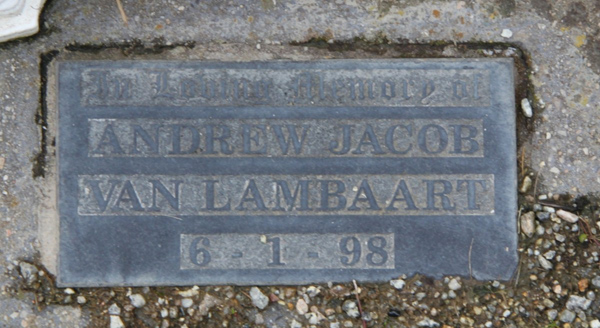 In Loving Memory of
ANDREW JACOB
VAN LAMBAART
6 - 1 - 98